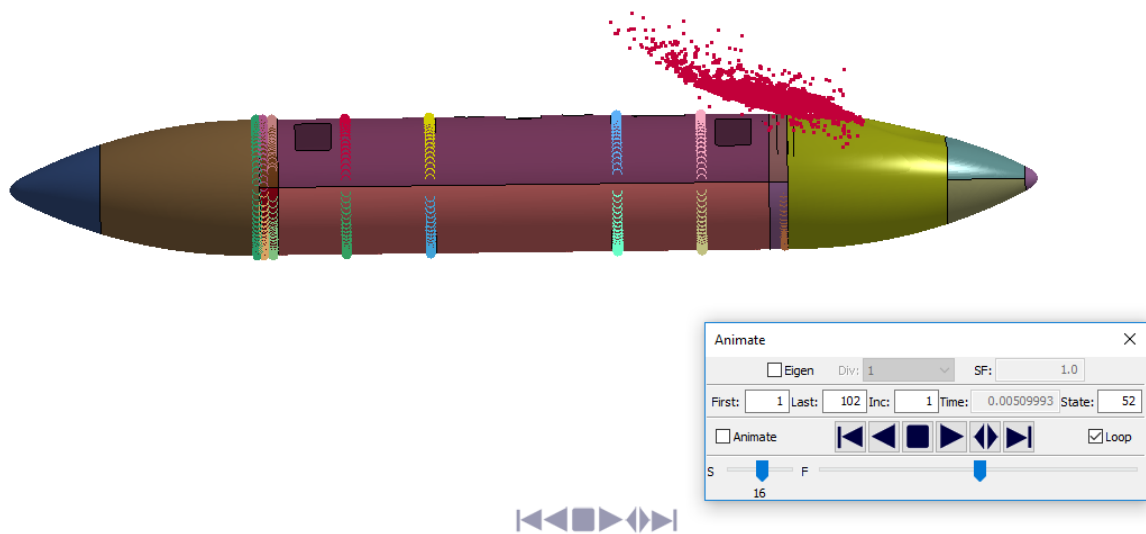 Animate
Eigen Div: 1 SF: 1.0
First: 1 Last: 102 Inc: 1 Time: 0.00509993 State: 52
Animate Loop
S F
16